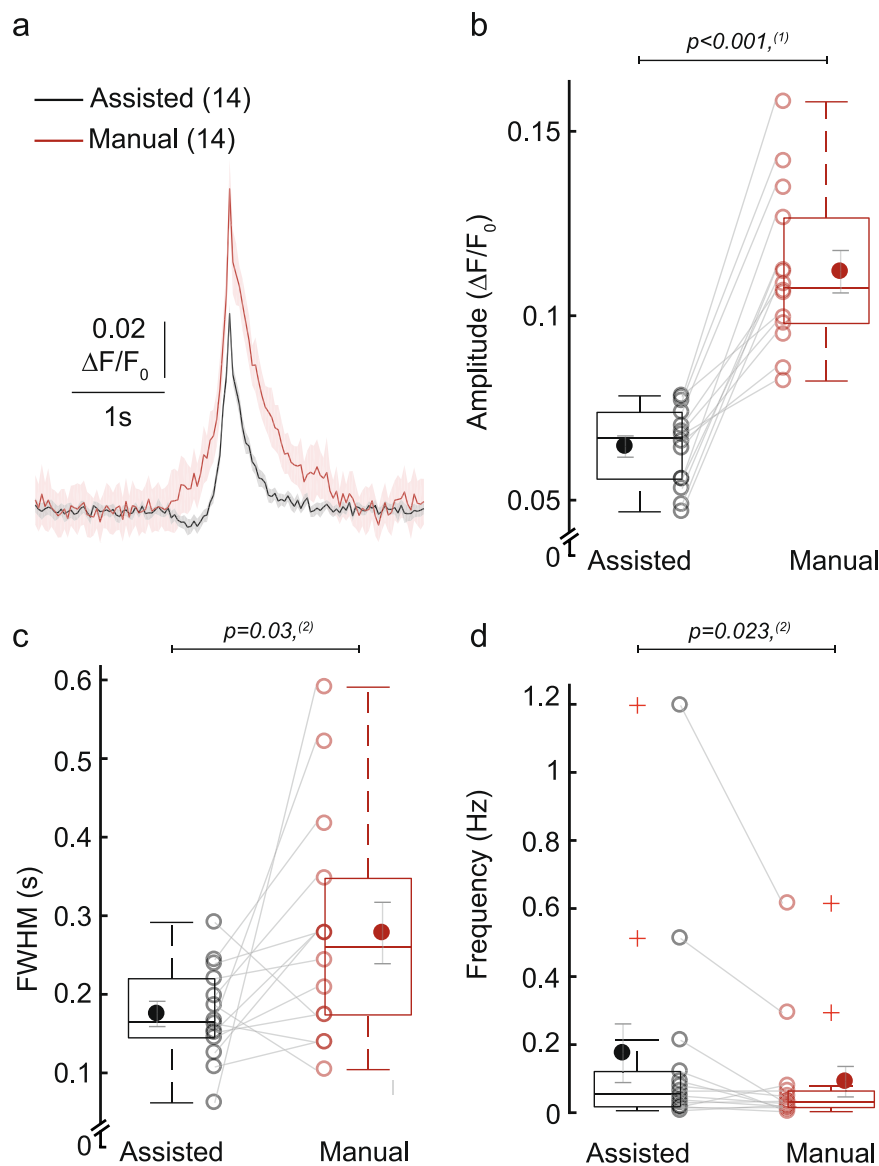 a
Assisted (14)
Manual (14)
0.02
ΔF/F0
1s
b
p<0.001,(1)
Amplitude (ΔF/F0)
0.15
0.1
0.05
0
Assisted
Manual
c
p=0.03,(2)
FWHM (s)
0.6
0.5
0.4
0.3
0.2
0.1
0
Assisted
Manual
d
p=0.023,(2)
Frequency (Hz)
1.2
1
0.8
0.6
0.4
0.2
0
Assisted
Manual